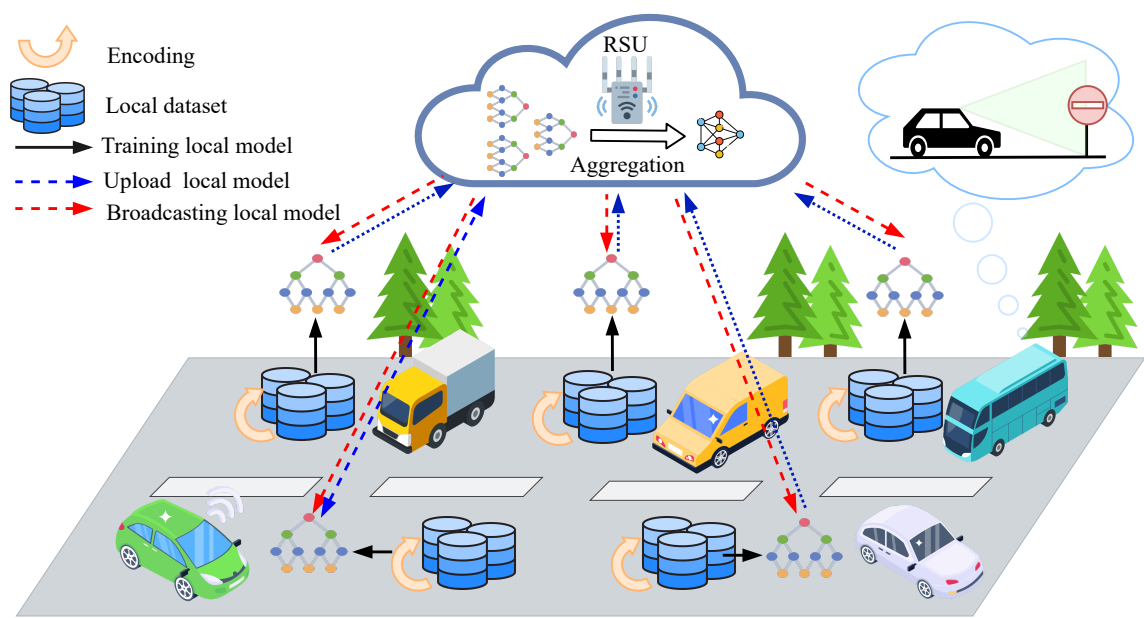 RSU
Encoding
Local dataset
Training local model
Aggregation
Upload local model
Broadcasting local model